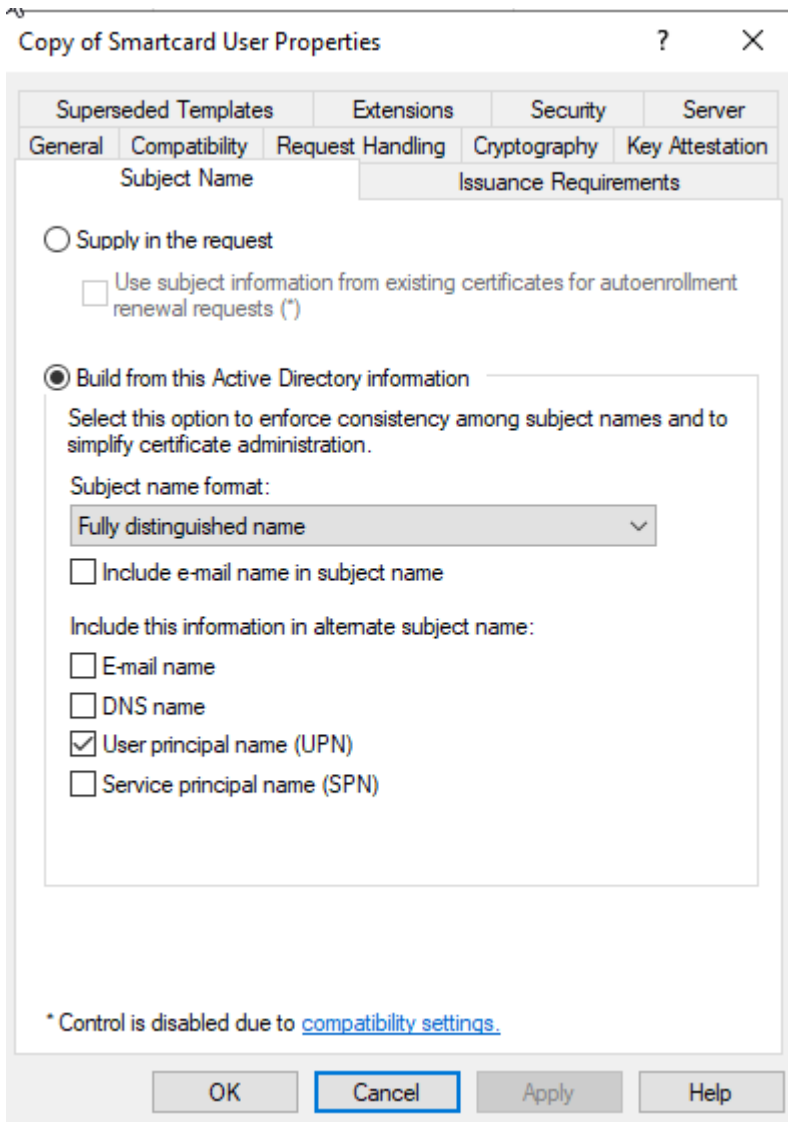 Copy of Smartcard User Properties ? ×
Superseded Templates Extensions Security Server
General Compatibility Request Handling Cryptography Key Attestation
Subject Name Issuance Requirements
Supply in the request
Use subject information from existing certificates for autoenrollment
renewal requests (*)
Build from this Active Directory information
Select this option to enforce consistency among subject names and to
simplify certificate administration.
Subject name format:
Fully distinguished name
Include e-mail name in subject name
Include this information in alternate subject name:
E-mail name
DNS name
User principal name (UPN)
Service principal name (SPN)
* Control is disabled due to compatibility settings.
OK Cancel Apply Help